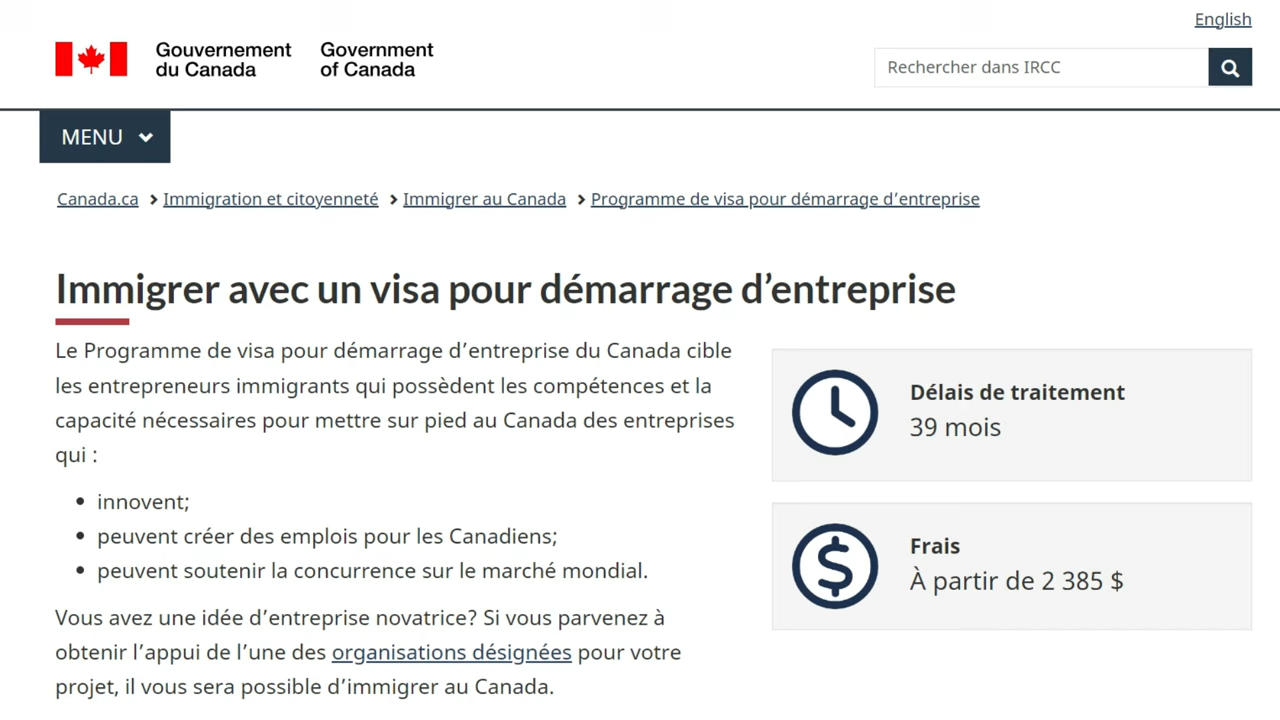 English
Gouvernement
du Canada
Government
of Canada
Rechercher dans IRCC
MENU
Canada.ca > Immigration et citoyenneté > Immigrer au Canada > Programme de visa pour démarrage d’entreprise
Immigrer avec un visa pour démarrage d’entreprise
Le Programme de visa pour démarrage d’entreprise du Canada cible
les entrepreneurs immigrants qui possèdent les compétences et la
capacité nécessaires pour mettre sur pied au Canada des entreprises
qui :
• innovent;
• peuvent créer des emplois pour les Canadiens;
• peuvent soutenir la concurrence sur le marché mondial.
Vous avez une idée d’entreprise novatrice? Si vous parvenez à
obtenir l’appui de l’une des organisations désignées pour votre
projet, il vous sera possible d’immigrer au Canada.
Délais de traitement
39 mois
$
Frais
À partir de 2 385 $